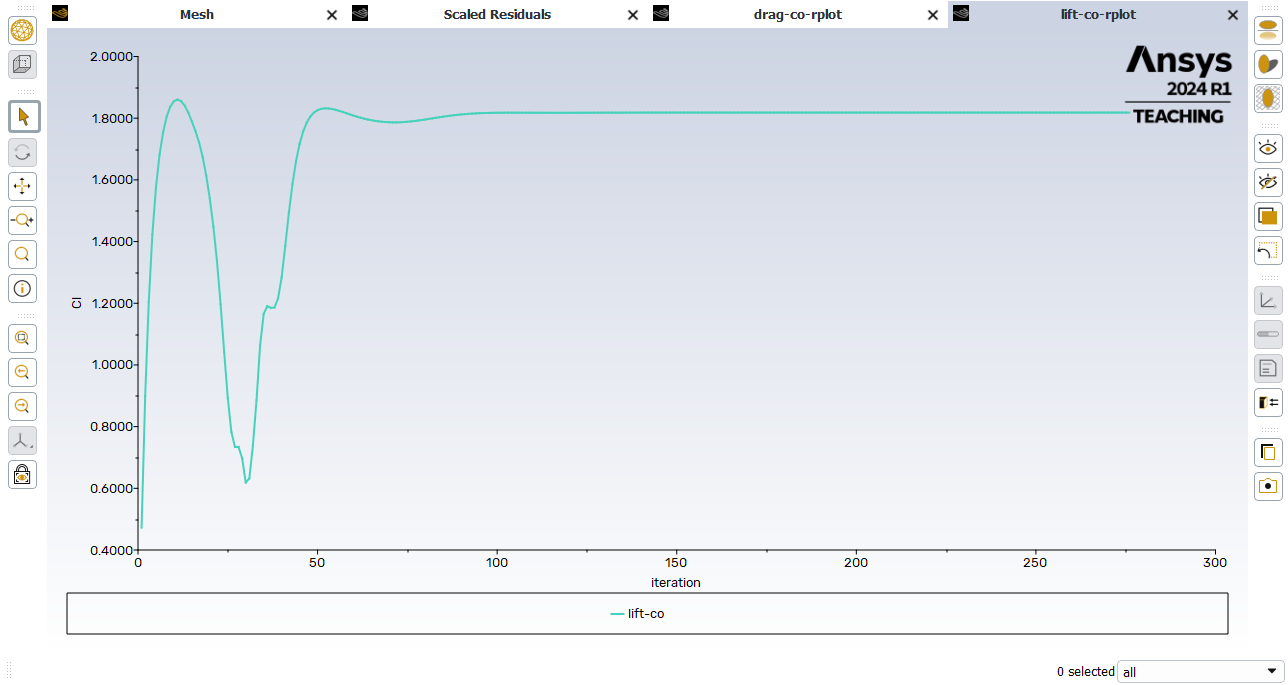 Mesh
Scaled Residuals
drag-co-rplot
lift-co-rplot
Ansys
2024 R1
TEACHING
2.0000
1.8000
1.6000
1.4000
1.2000
1.0000
0.8000
0.6000
0.4000
Cl
0 50 100 150 200 250 300
iteration
lift-co
0 selected all